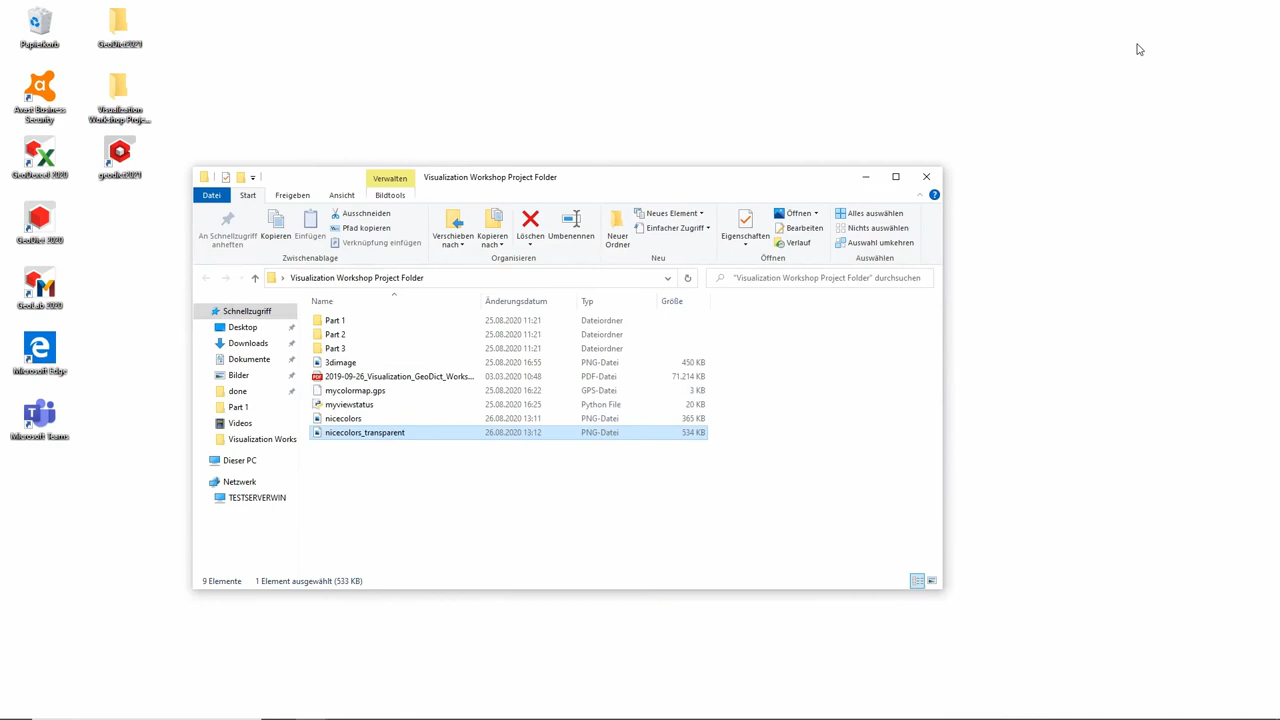 Papierkorb
GeoDict2021
Avast Business
Security
Visualization
Workshop Proje...
GeoDexcel 2020
geodict2021
GeoDict 2020
GeoLab 2020
Microsoft Edge
Microsoft Teams
Verwalten
Visualization Workshop Project Folder
Datei
Start
Freigeben
Ansicht
Bildtools
An Schnellzugriff
anheften
Kopieren
Einfügen
Ausschneiden
Pfad kopieren
Verknüpfung einfügen
Zwischenablage
Verschieben
nach
Kopieren
nach
Löschen
Umbenennen
Organisieren
Neuer
Ordner
Neues Element
Einfacher Zugriff
Neu
Eigenschaften
Öffnen
Bearbeiten
Verlauf
Öffnen
Alles auswählen
Nichts auswählen
Auswahl umkehren
Auswählen
Visualization Workshop Project Folder
"Visualization Workshop Project Folder" durchsuchen
Schnellzugriff
Desktop
Downloads
Dokumente
Bilder
done
Part 1
Videos
Visualization Works
Dieser PC
Netzwerk
TESTSERVERWIN
Name Änderungsdatum Typ Größe
Part 1 25.08.2020 11:21 Dateiordner
Part 2 25.08.2020 11:21 Dateiordner
Part 3 25.08.2020 11:21 Dateiordner
3dimage 25.08.2020 16:55 PNG-Datei 450 KB
2019-09-26_Visualization_GeoDict_Works... 03.03.2020 10:48 PDF-Datei 71.214 KB
mycolormap.gps 25.08.2020 16:22 GPS-Datei 3 KB
myviewstatus 25.08.2020 16:25 Python File 20 KB
nicecolors 26.08.2020 13:11 PNG-Datei 365 KB
nicecolors_transparent 26.08.2020 13:12 PNG-Datei 534 KB
9 Elemente 1 Element ausgewählt (533 KB)